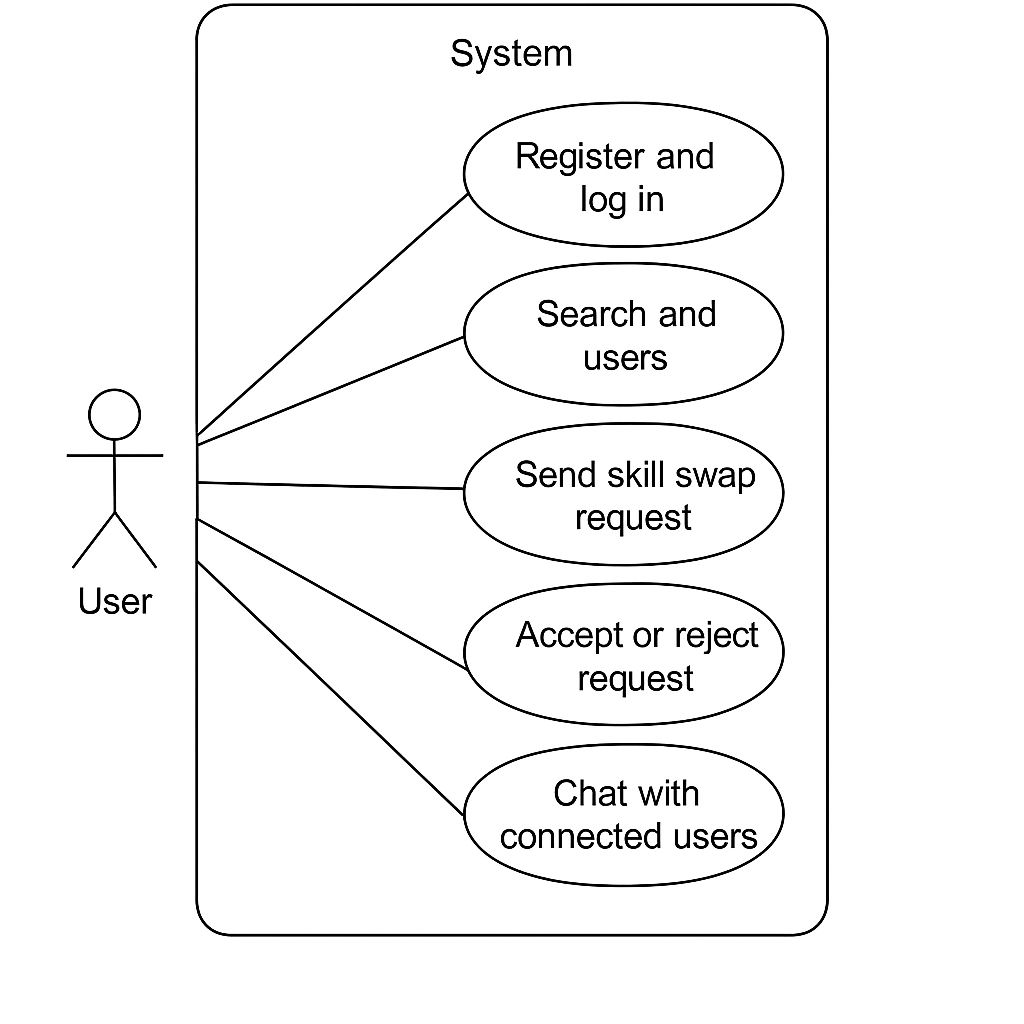 System
Register and
log in
Search and
users
Send skill swap
request
Accept or reject
request
Chat with
connected users
User